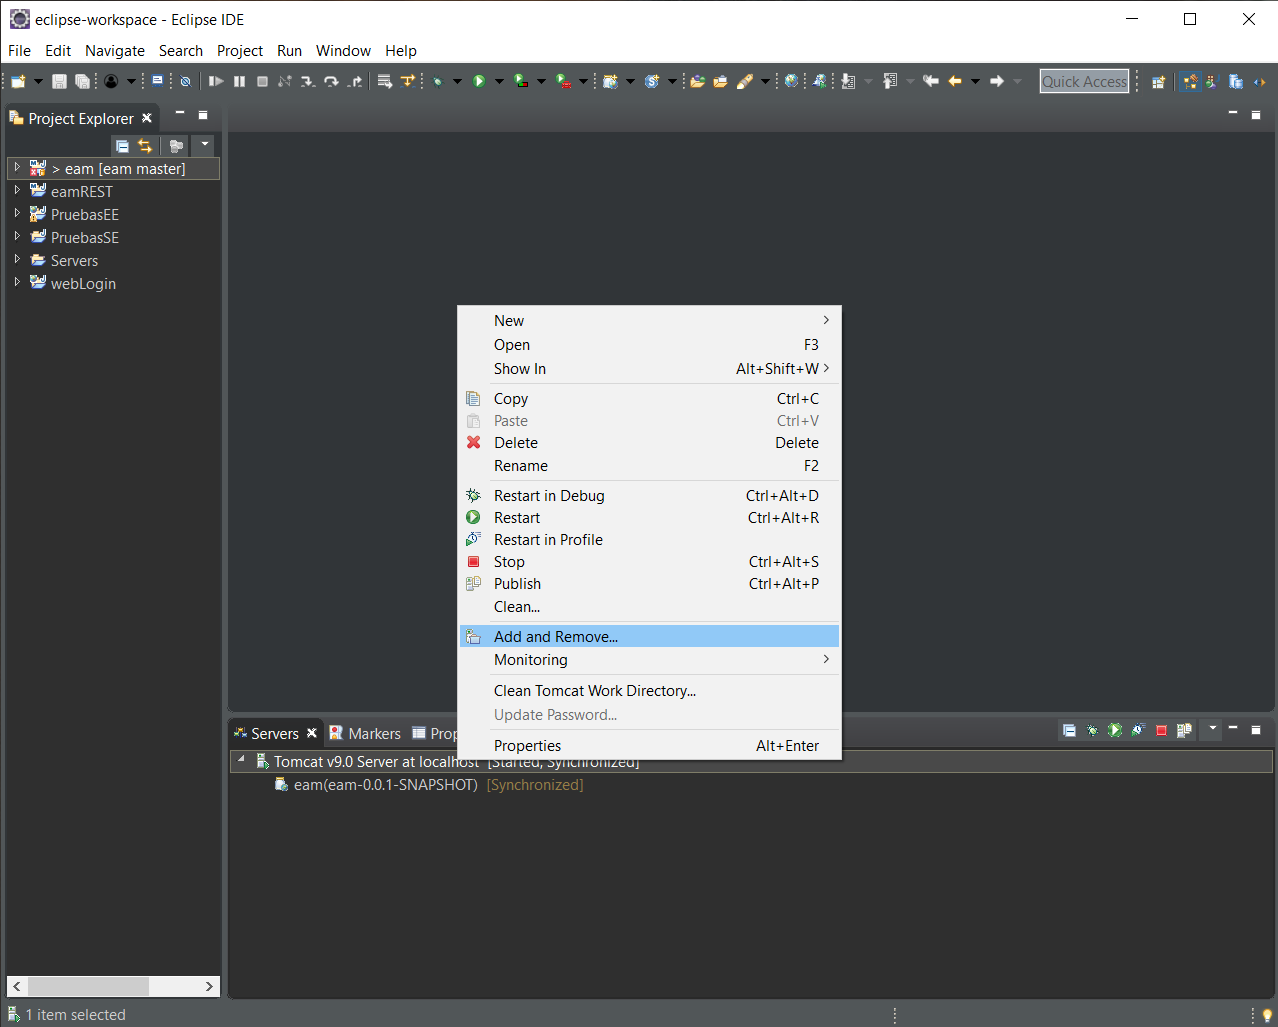 eclipse-workspace - Eclipse IDE
File Edit Navigate Search Project Run Window Help
Quick Access
Project Explorer
> eam [eam master]
eamREST
PruebasEE
PruebasSE
Servers
webLogin
New
Open F3
Show In Alt+Shift+W
Copy Ctrl+C
Paste Ctrl+V
Delete Delete
Rename F2
Restart in Debug Ctrl+Alt+D
Restart Ctrl+Alt+R
Restart in Profile
Stop Ctrl+Alt+S
Publish Ctrl+Alt+P
Clean...
Add and Remove...
Monitoring
Clean Tomcat Work Directory...
Update Password...
Properties Alt+Enter
Servers Markers Prop
Tomcat v9.0 Server at localhost [Started, Synchronized]
eam(eam-0.0.1-SNAPSHOT) [Synchronized]
1 item selected